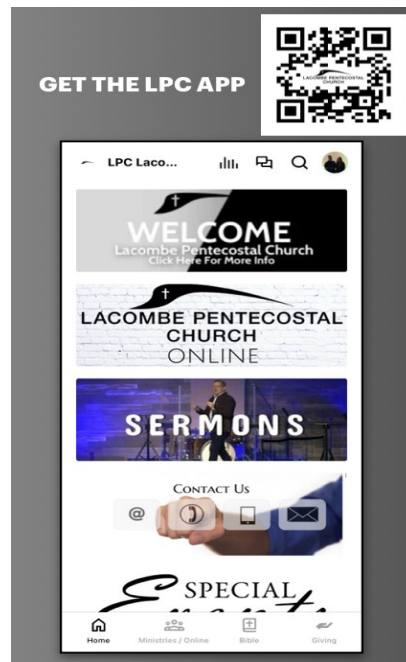 GET THE LPC APP
LACOMBE PENTECOSTAL
CHURCH
LPC Laco...
WELCOME
Lacombe Pentecostal Church
Click Here For More Info
LACOMBE PENTECOSTAL
CHURCH
ONLINE
SERMONS
CONTACT US
@
SPECIAL
Events
Home
Ministries / Online
Bible
Giving